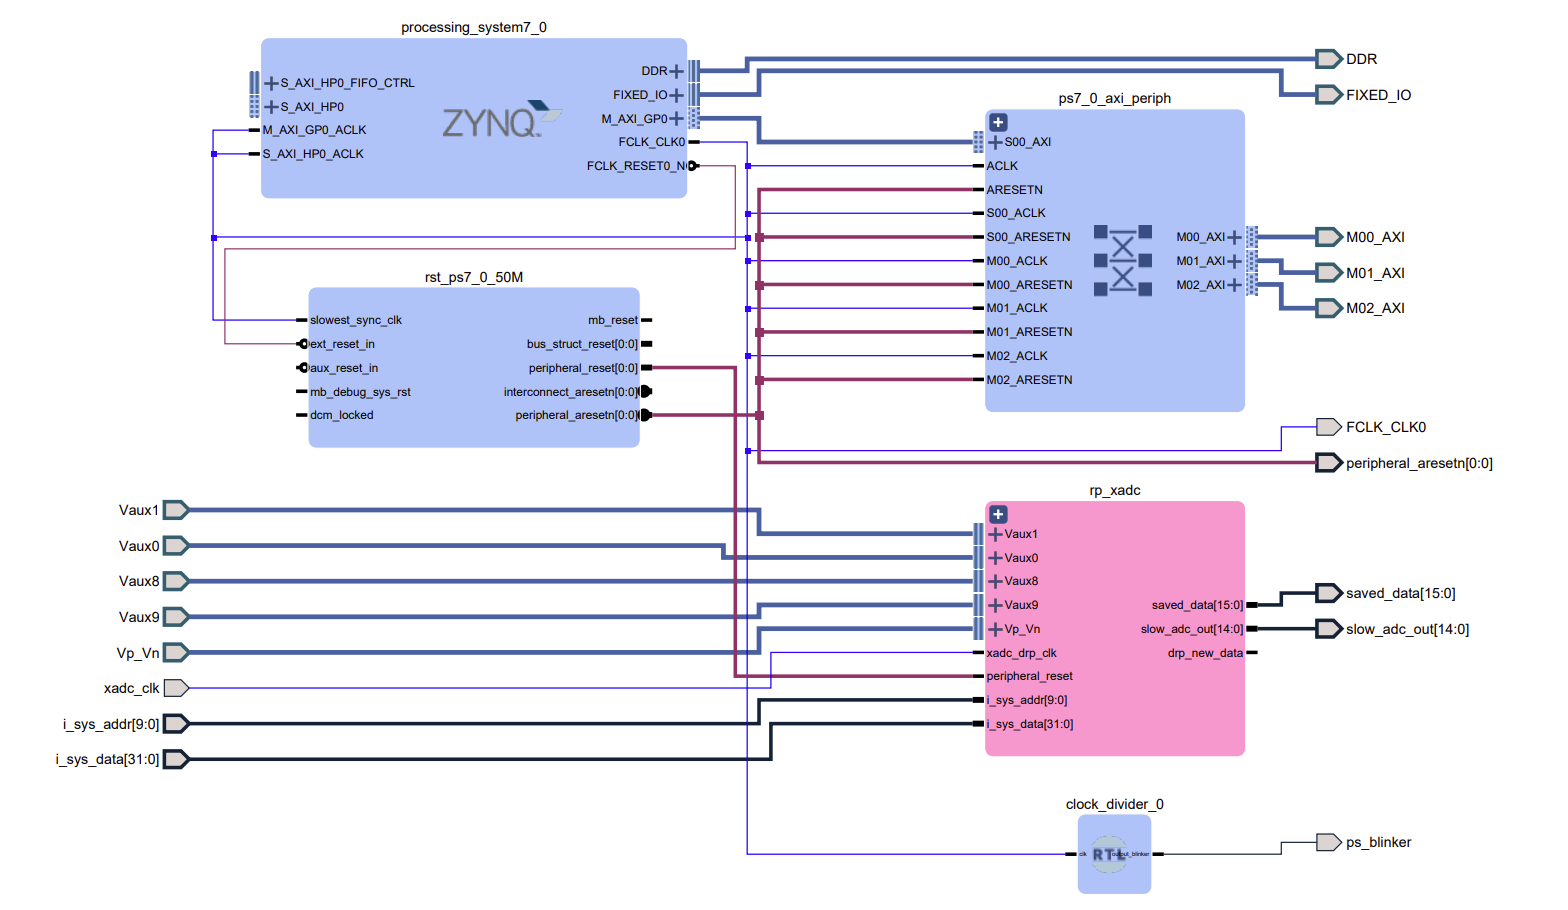 processing_system7_0
S_AXI_HP0_FIFO_CTRL
S_AXI_HP0
M_AXI_GP0_ACLK
S_AXI_HP0_ACLK
ZYNQ
DDR
FIXED_IO
M_AXI_GP0
FCLK_CLK0
FCLK_RESET0_N
DDR
FIXED_IO
ps7_0_axi_periph
S00_AXI
ACLK
ARESETN
S00_ACLK
S00_ARESETN
M00_ACLK
M00_ARESETN
M01_ACLK
M01_ARESETN
M02_ACLK
M02_ARESETN
M00_AXI
M01_AXI
M02_AXI
M00_AXI
M01_AXI
M02_AXI
rst_ps7_0_50M
slowest_sync_clk
ext_reset_in
aux_reset_in
mb_debug_sys_rst
dcm_locked
mb_reset
bus_struct_reset[0:0]
peripheral_reset[0:0]
interconnect_aresetn[0:0]
peripheral_aresetn[0:0]
FCLK_CLK0
peripheral_aresetn[0:0]
Vaux1
Vaux0
Vaux8
Vaux9
Vp_Vn
xadc_clk
i_sys_addr[9:0]
i_sys_data[31:0]
rp_xadc
Vaux1
Vaux0
Vaux8
Vaux9
Vp_Vn
xadc_drp_clk
peripheral_reset
i_sys_addr[9:0]
i_sys_data[31:0]
saved_data[15:0]
slow_adc_out[14:0]
drp_new_data
saved_data[15:0]
slow_adc_out[14:0]
clock_divider_0
clk
RTL
output_blinker
ps_blinker